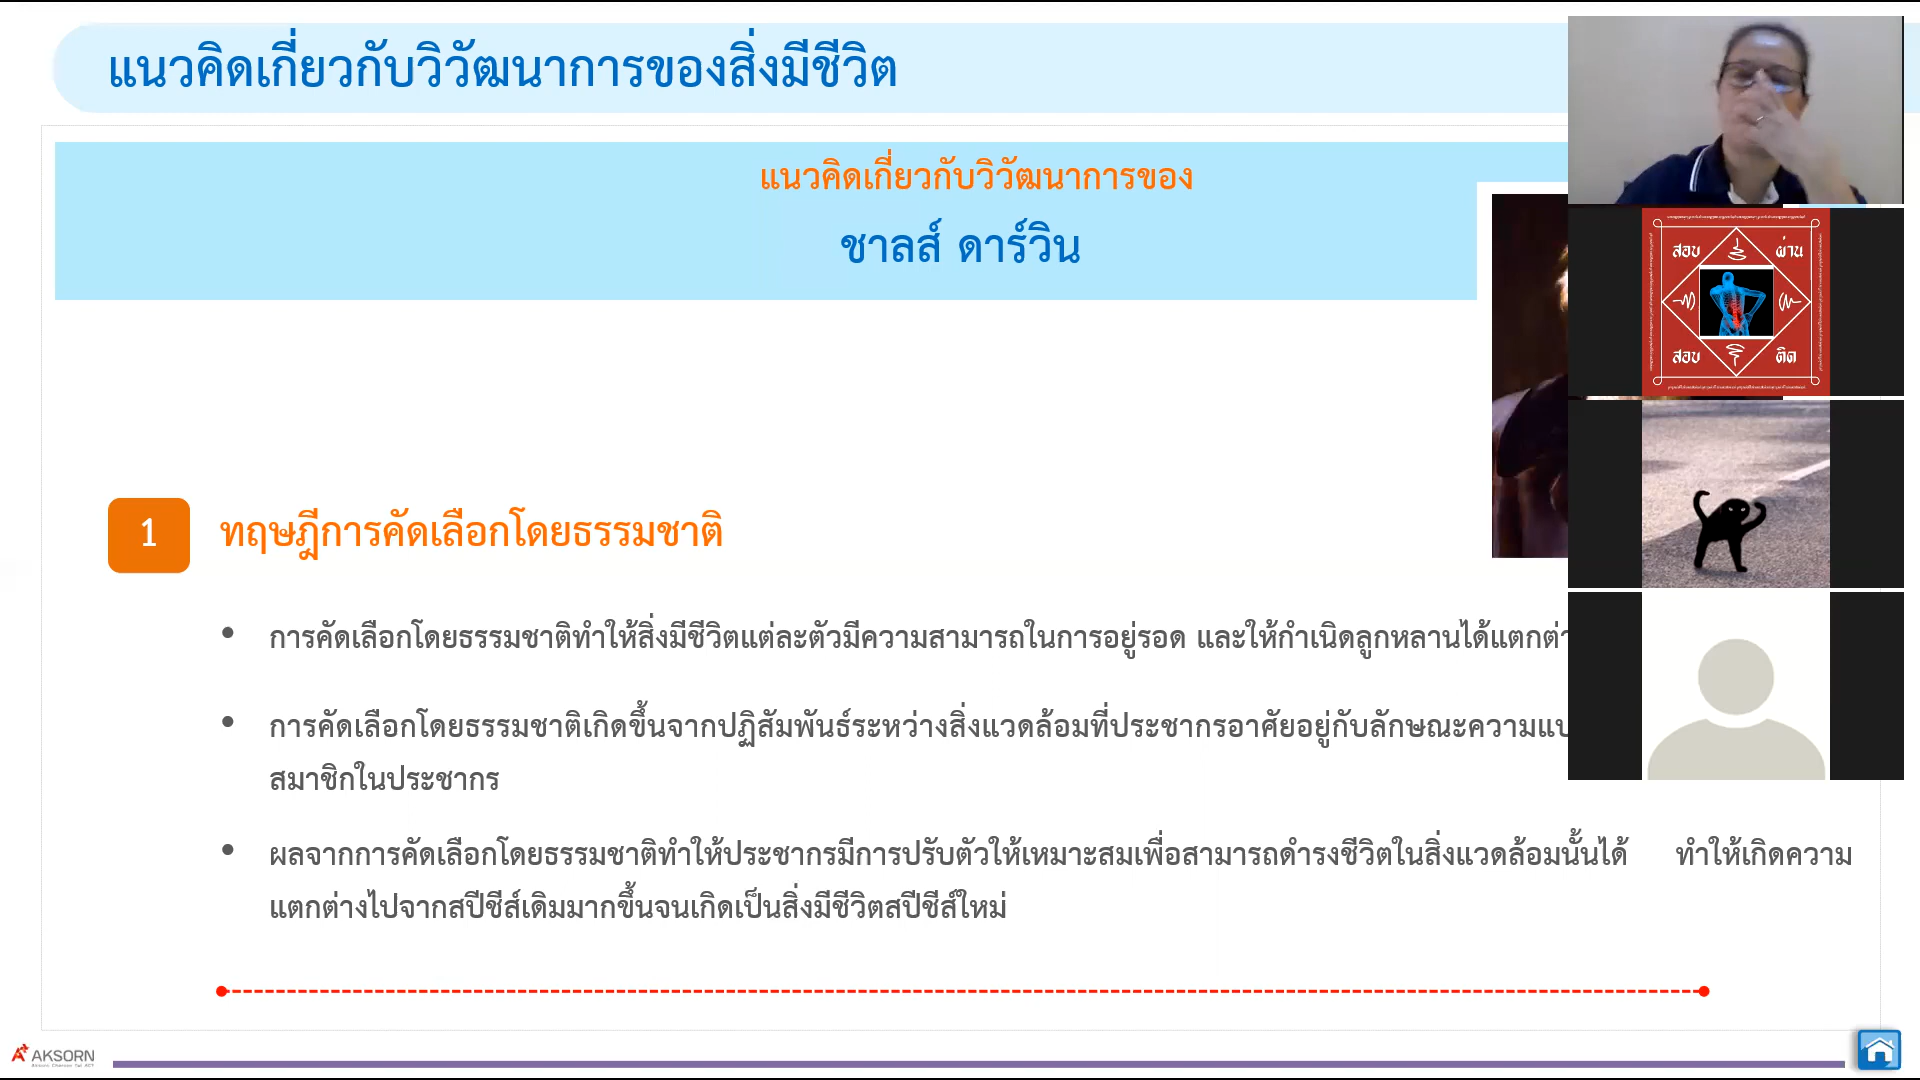 แนวคิดเกี่ยวกับวิวัฒนาการของสิ่งมีชีวิต
แนวคิดเกี่ยวกับวิวัฒนาการของ
ชาลส์ ดาร์วิน
สอบ ผ่าน
สอบ ติด
1 ทฤษฎีการคัดเลือกโดยธรรมชาติ
• การคัดเลือกโดยธรรมชาติทำให้สิ่งมีชีวิตแต่ละตัวมีความสามารถในการอยู่รอด และให้กำเนิดลูกหลานได้
• การคัดเลือกโดยธรรมชาติเกิดขึ้นจากปฏิสัมพันธ์ระหว่างสิ่งแวดล้อมที่ประชากรอาศัยอยู่กับลักษณะความ
สมาชิกในประชากร
• ผลจากการคัดเลือกโดยธรรมชาติทำให้ประชากรมีการปรับตัวให้เหมาะสมเพื่อสามารถดำรงชีวิตในสิ่งแวดล้อมนั้นได้ ทำให้เกิดความ
แตกต่างไปจากสปีชีส์เดิมมากขึ้นจนเกิดเป็นสิ่งมีชีวิตสปีชีส์ใหม่
AKSORN